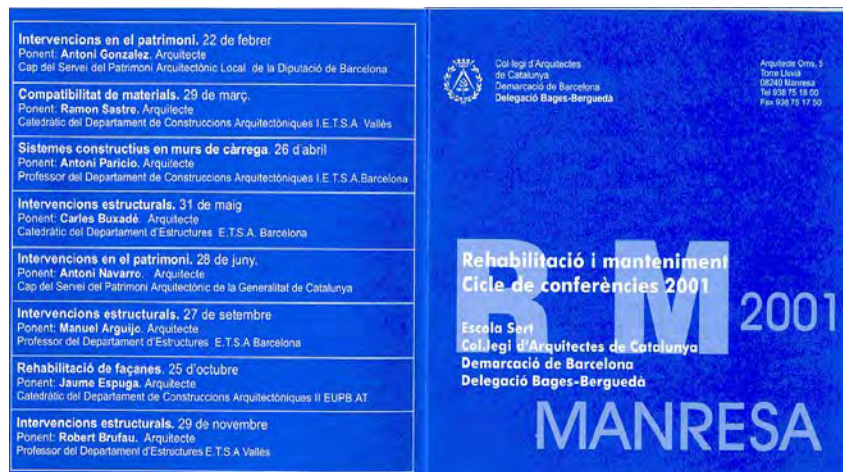 Intervencions en el patrimoni. 22 de febrer
Ponent: Antoni Gonzalez. Arquitecte
Cap del Servei del Patrimoni Arcuitectònic Local de la Diputació de Barcelona
Compatibilitat de materials. 29 de març.
Ponent: Ramon Sastre. Arquitecte
Catedràtic del Departament de Construccions Arquitectòniques I.E.T.S.A Vallès
Sistemes constructius en murs de càrrega. 26 d'abril
Ponent: Antoni Paricio. Arquitecte
Professor del Departament de Construccions Arquitectòniques I.E.T.S.A.Barcelona
Intervencions estructurals. 31 de maig
Ponent: Carles Buxadé. Arquitecte
Catedràtic del Departament d'Estructures E.T.S.A. Barcelona
Intervencions en el patrimoni. 28 de juny.
Ponent: Antoni Navarro. Arquitecte
Cap del Servei del Patrimoni Arquitectònic de la Generalitat de Catalunya
Intervencions estructurals. 27 de setembre
Ponent: Manuel Arguijo. Arquitecte
Professor del Departament d'Estructures E.T.S.A Barcelona
Rehabilitació de façanes. 25 d'octubre
Ponent: Jaume Espuga. Arquitecte
Catedràtic del Departament de Construccions Arquitectòniques II EUPB AT
Intervencions estructurals. 29 de novembre
Ponent: Robert Brufau. Arquitecte
Professor del Departament d'Estructures E.T.S.A Vallès
Col·legi d'Arquitectes
de Catalunya
Demarcació de Barcelona
Delegació Bages-Berguedà
Arquitecte Oms, 5
Torre Lluvià
08240 Manresa
Tel 938 75 18 00
Fax 938 75 17 50
R M 2001
Rehabilitació i manteniment
Cicle de conferències 2001
Escola Sert
Col.legi d'Arquitectes de Catalunya
Demarcació de Barcelona
Delegació Bages-Berguedà
MANRESA